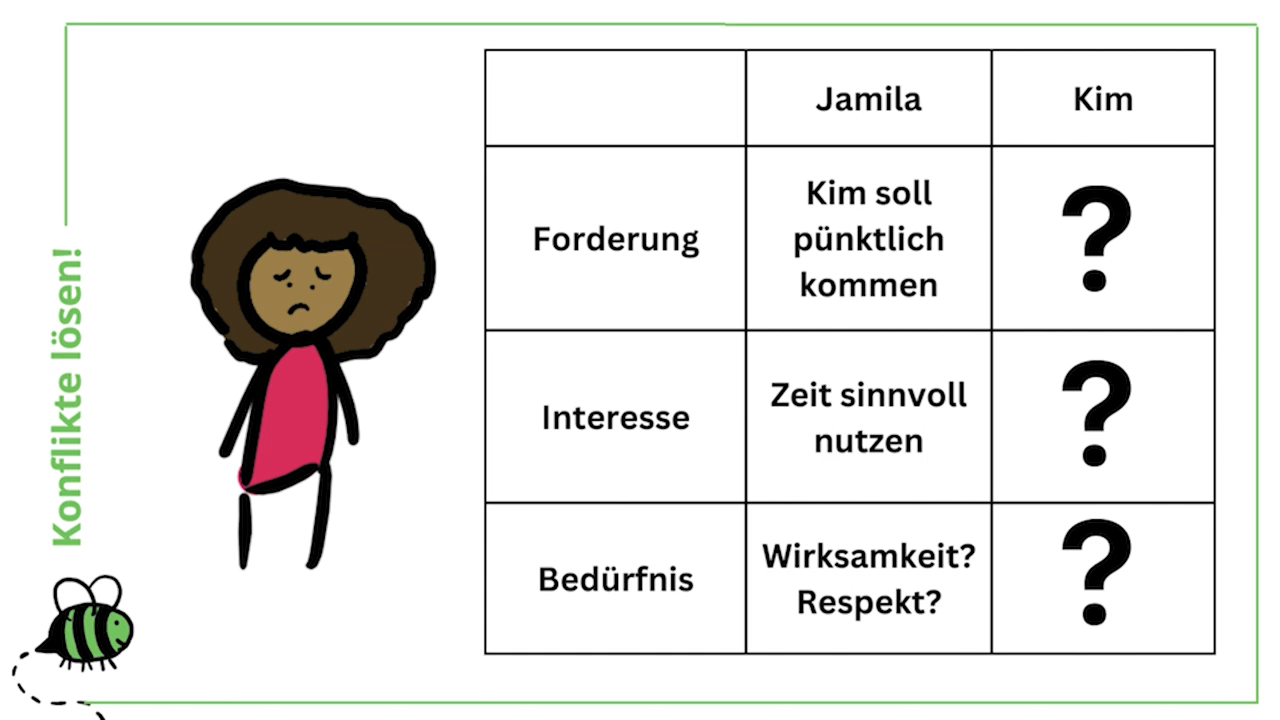 Konflikte lösen!
Jamila
Kim
Forderung
Kim soll
pünktlich
kommen
?
Interesse
Zeit sinnvoll
nutzen
?
Bedürfnis
Wirksamkeit?
Respekt?
?